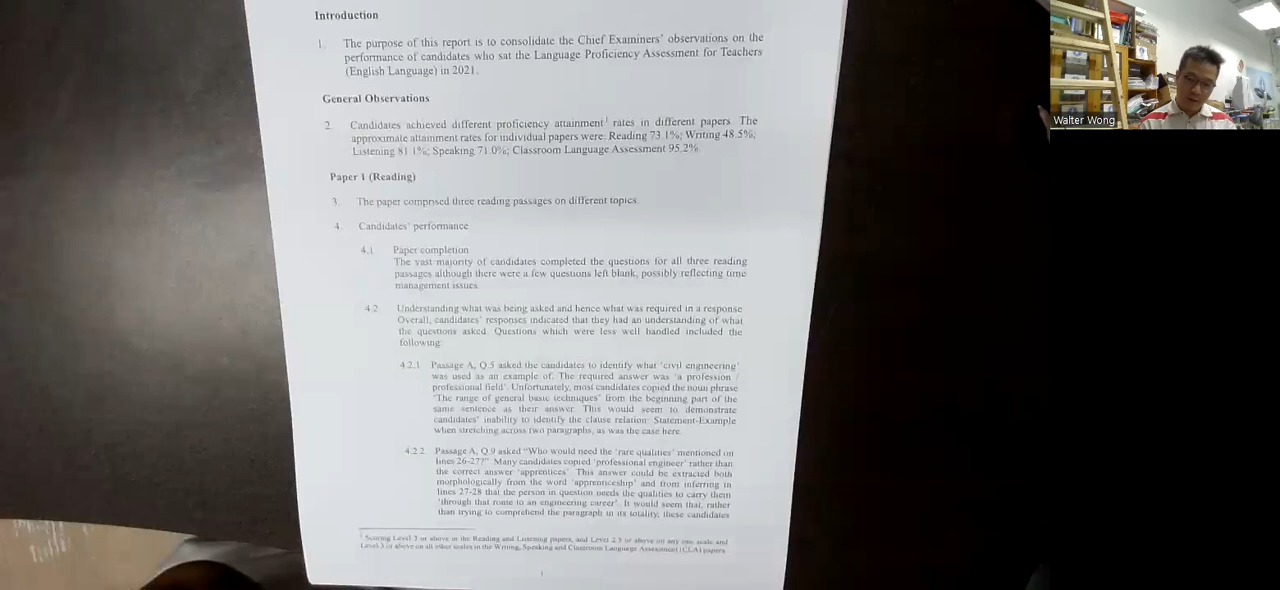 Introduction
1. The purpose of this report is to consolidate the Chief Examiners' observations on the
performance of candidates who sat the Language Proficiency Assessment for Teachers
(English Language) in 2021.
General Observations
2. Candidates achieved different proficiency attainment¹ rates in different papers. The
approximate attainment rates for individual papers were: Reading 73.1%; Writing 48.5%;
Listening 81.1%; Speaking 71.0%; Classroom Language Assessment 95.2%.
Paper 1 (Reading)
3. The paper comprised three reading passages on different topics.
4. Candidates' performance
4.1 Paper completion
The vast majority of candidates completed the questions for all three reading
passages although there were a few questions left blank, possibly reflecting time
management issues.
4.2 Understanding what was being asked and hence what was required in a response
Overall, candidates' responses indicated that they had an understanding of what
the questions asked. Questions which were less well handled included the
following:
4.2.1 Passage A, Q.5 asked the candidates to identify what 'civil engineering'
was used as an example of. The required answer was 'a profession /
professional field'. Unfortunately, most candidates copied the noun phrase
'The range of general basic techniques' from the beginning part of the
same sentence as their answer. This would seem to demonstrate
candidates' inability to identify the clause relation Statement-Example
when stretching across two paragraphs, as was the case here.
4.2.2 Passage A, Q.9 asked "Who would need the 'rare qualities' mentioned on
lines 26-27?" Many candidates copied 'professional engineer' rather than
the correct answer 'apprentices'. This answer could be extracted both
morphologically from the word 'apprenticeship' and from inferring in
lines 27-28 that the person in question needs the qualities to carry them
'through that route to an engineering career'. It would seem that, rather
than trying to comprehend the paragraph in its totality, these candidates
¹ Scoring Level 3 or above in the Reading and Listening papers, and Level 2.5 or above on any one scale and
Level 3 or above on all other scales in the Writing, Speaking and Classroom Language Assessment (CLA) papers.
1
Walter Wong